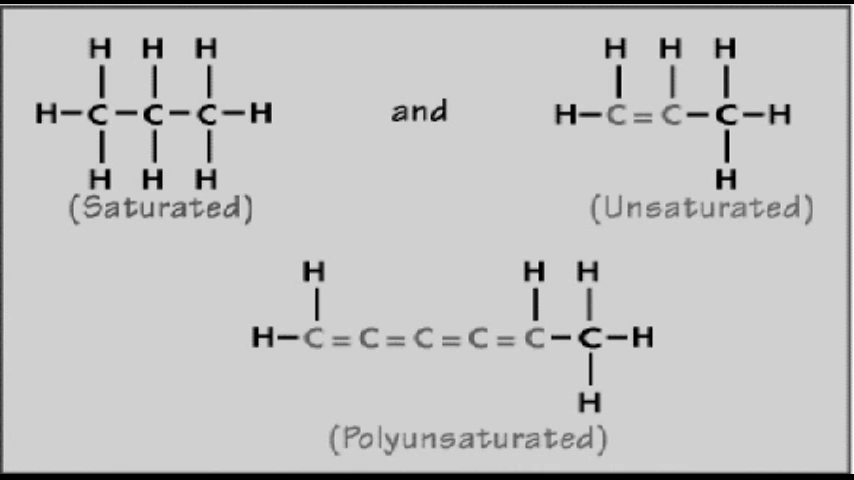 H H H
H–C–C–C–H
H H H
(Saturated)
and
H H H
H–C=C–C–H
H
(Unsaturated)
H H H
H–C=C=C=C=C–C–H
H
(Polyunsaturated)